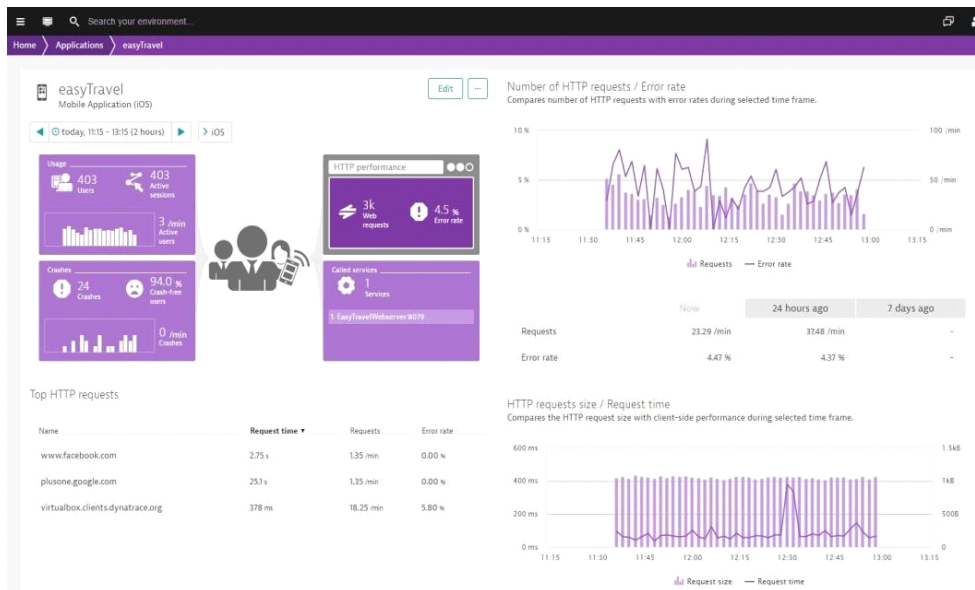 Search your environment...
Home
Applications
easyTravel
easyTravel
Mobile Application (iOS)
Edit
...
today, 11:15 - 13:15 (2 hours)
iOS
Usage
403
Users
403
Active
sessions
3 /min
Active
users
Crashes
24
Crashes
94.0 %
Crash-free
users
0 /min
Crashes
HTTP performance
3k
Web
requests
4.5 %
Error rate
Called services
1
Services
1. EasyTravelWebserver:8079
Top HTTP requests
Name Request time ▾ Requests Error rate
www.facebook.com 2.75 s 1.35 /min 0.00 %
plusone.google.com 1.35 /min 0.00 %
virtualbox.clients.dynatrace.org 378 ms 18.25 /min 5.80 %
Number of HTTP requests / Error rate
Compares number of HTTP requests with error rates during selected time frame.
10 % 100 /min
5 % 50 /min
0 % 0 /min
11:15 11:30 11:45 12:00 12:15 12:30 12:45 13:00 13:15
Requests Error rate
Now 24 hours ago 7 days ago
Requests 23.29 /min 37.48 /min -
Error rate 4.47 % 4.37 % -
HTTP requests size / Request time
Compares the HTTP request size with client-side performance during selected time frame.
600 ms 1.5kB
400 ms 1kB
200 ms 500B
0 ms 0
11:15 11:30 11:45 12:00 12:15 12:30 12:45 13:00 13:15
Request size Request time